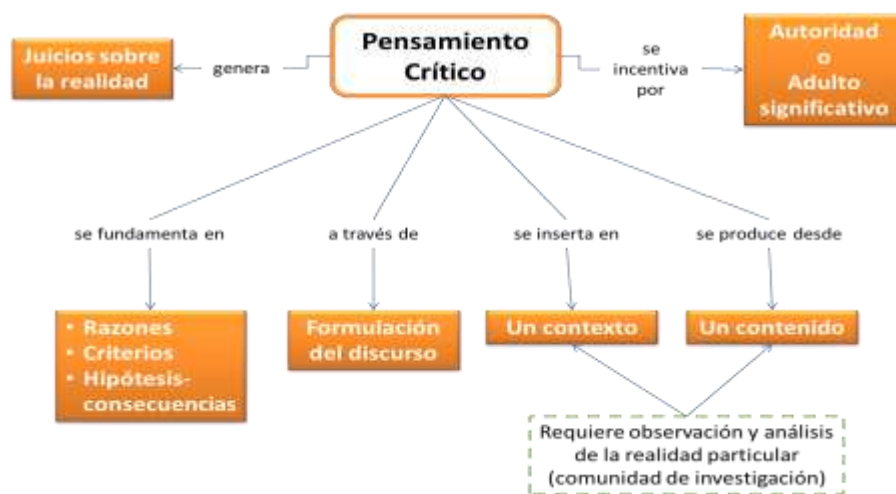 Pensamiento
Crítico
Juicios sobre
la realidad
genera
se
incentiva
por
Autoridad
o
Adulto
significativo
se fundamenta en
a través de
se inserta en
se produce desde
• Razones
• Criterios
• Hipótesis-
consecuencias
Formulación
del discurso
Un contexto
Un contenido
Requiere observación y análisis
de la realidad particular
(comunidad de investigación)